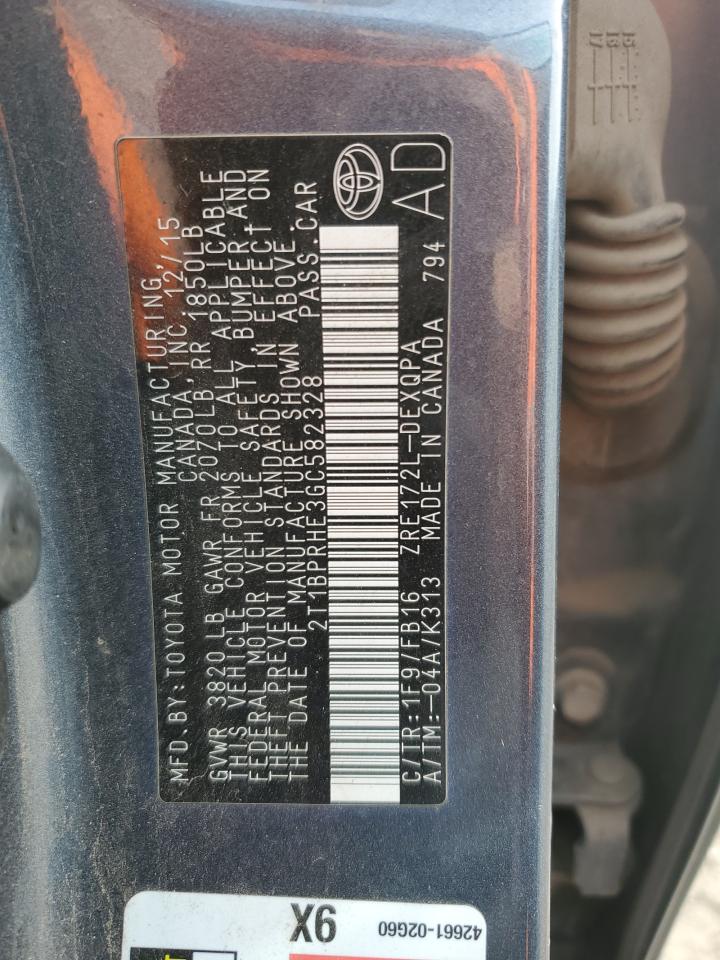 MFD.BY:TOYOTA MOTOR MANUFACTURING,
CANADA, INC 12/15
GVWR 3820 LB GAWR FR 2070LB RR 1850LB
THIS VEHICLE CONFORMS TO ALL APPLICABLE
FEDERAL MOTOR VEHICLE SAFETY, BUMPER, AND
THEFT PREVENTION STANDARDS IN EFFECT ON
THE DATE OF MANUFACTURE SHOWN ABOVE.
2T1BPRHE3GC582328 PASS.CAR
C/TR:1F9/FB16 ZRE172L-DEXQPA
A/TM:-04A/K313 MADE IN CANADA 794
AD
9X
42661-02G60